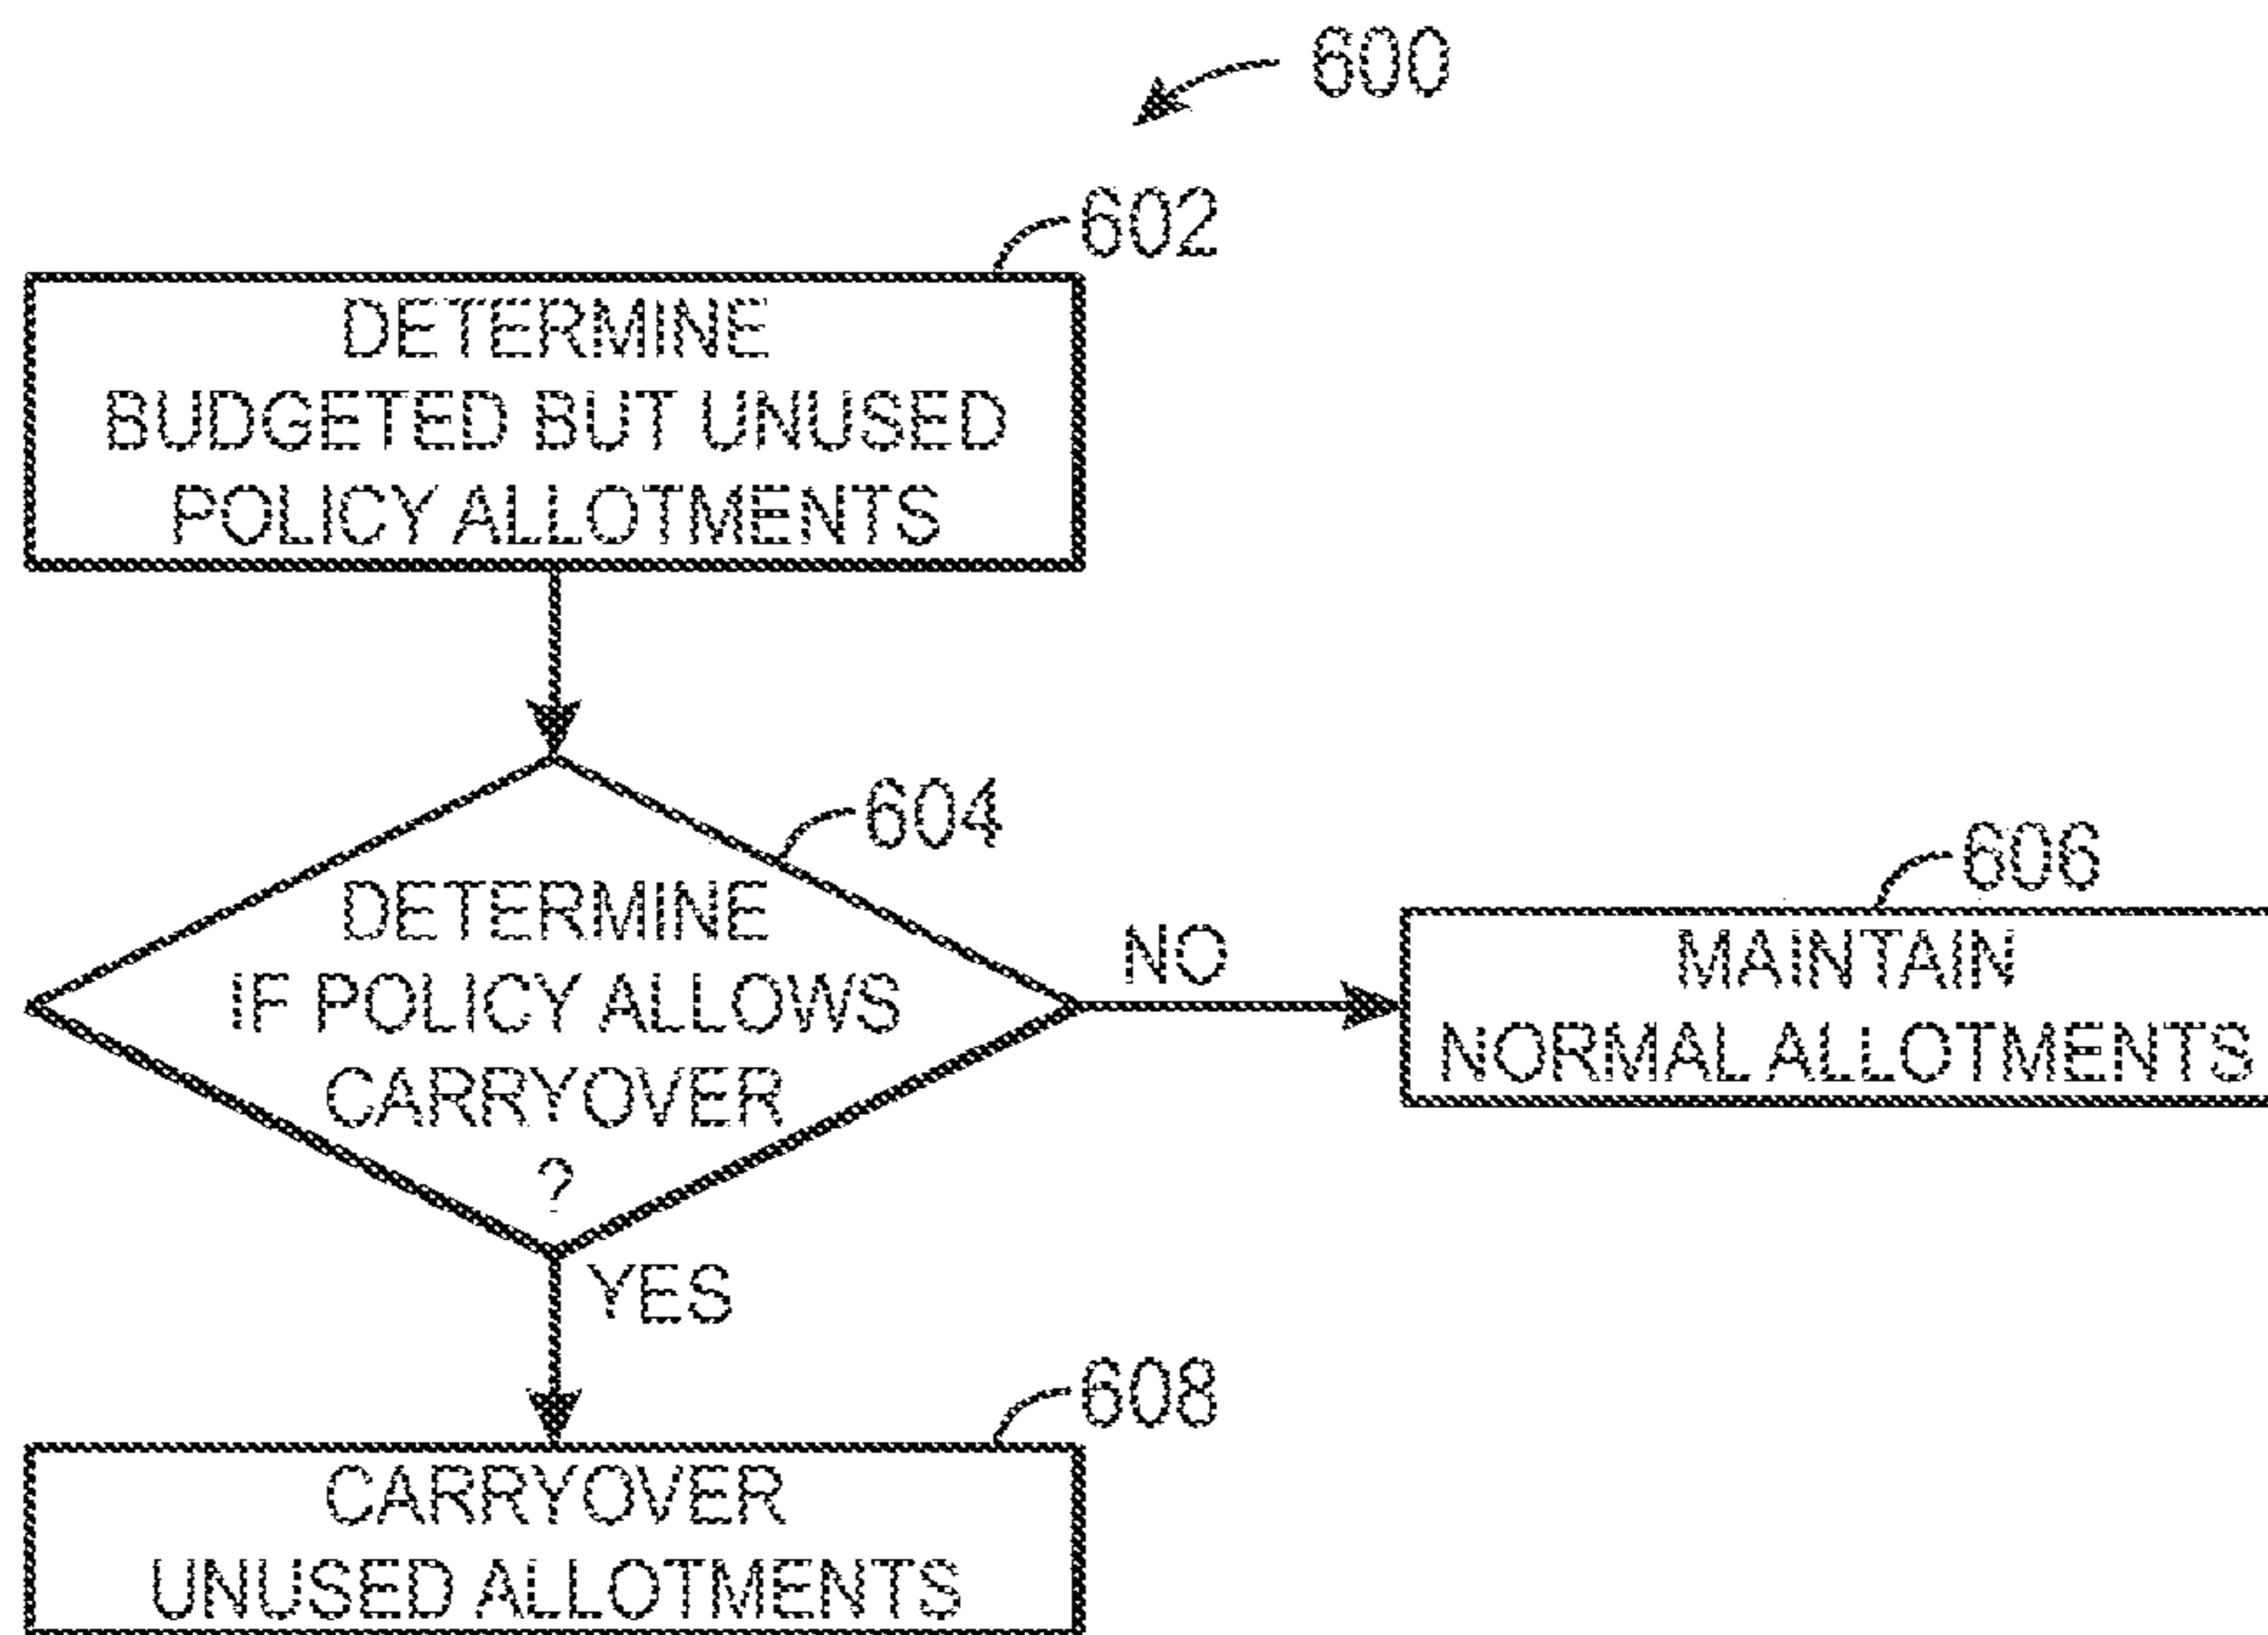 600
602
DETERMINE
BUDGETED BUT UNUSED
POLICY ALLOTMENTS
604
DETERMINE
IF POLICY ALLOWS
CARRYOVER
?
NO
606
MAINTAIN
NORMAL ALLOTMENTS
YES
608
CARRYOVER
UNUSED ALLOTMENTS